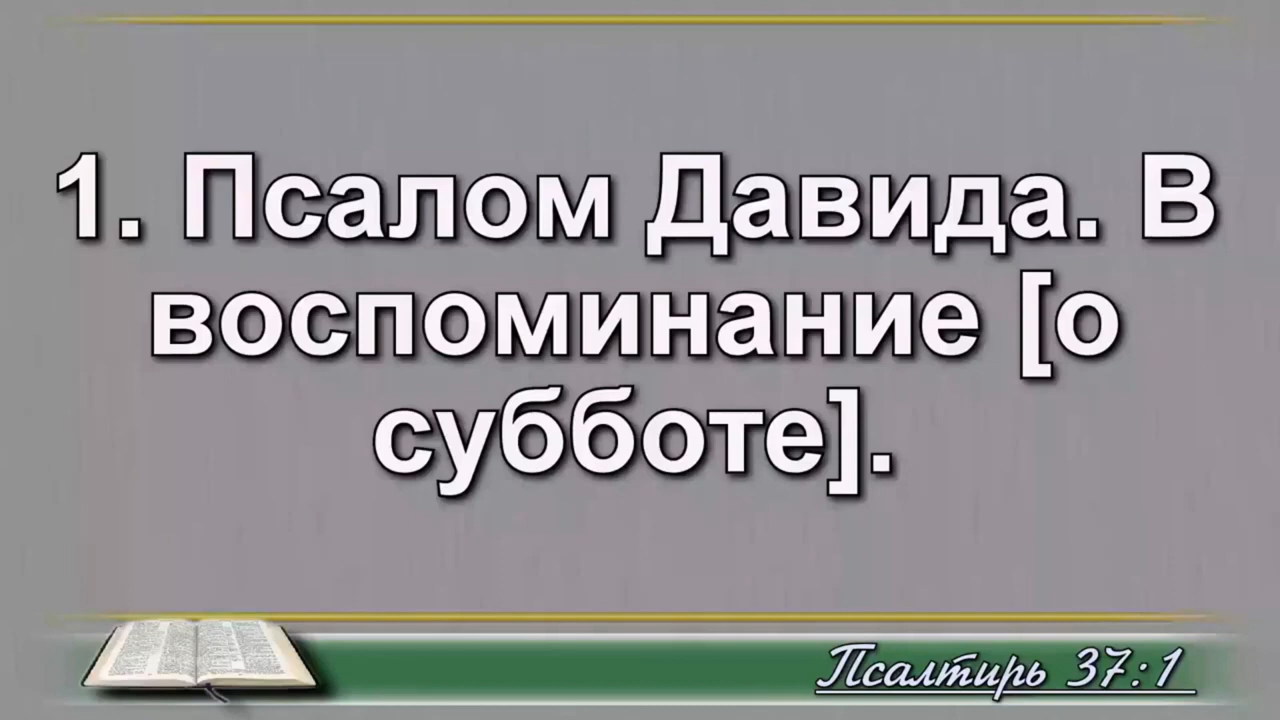 1. Псалом Давида. В
воспоминание [о
субботе].
Псалтирь 37:1